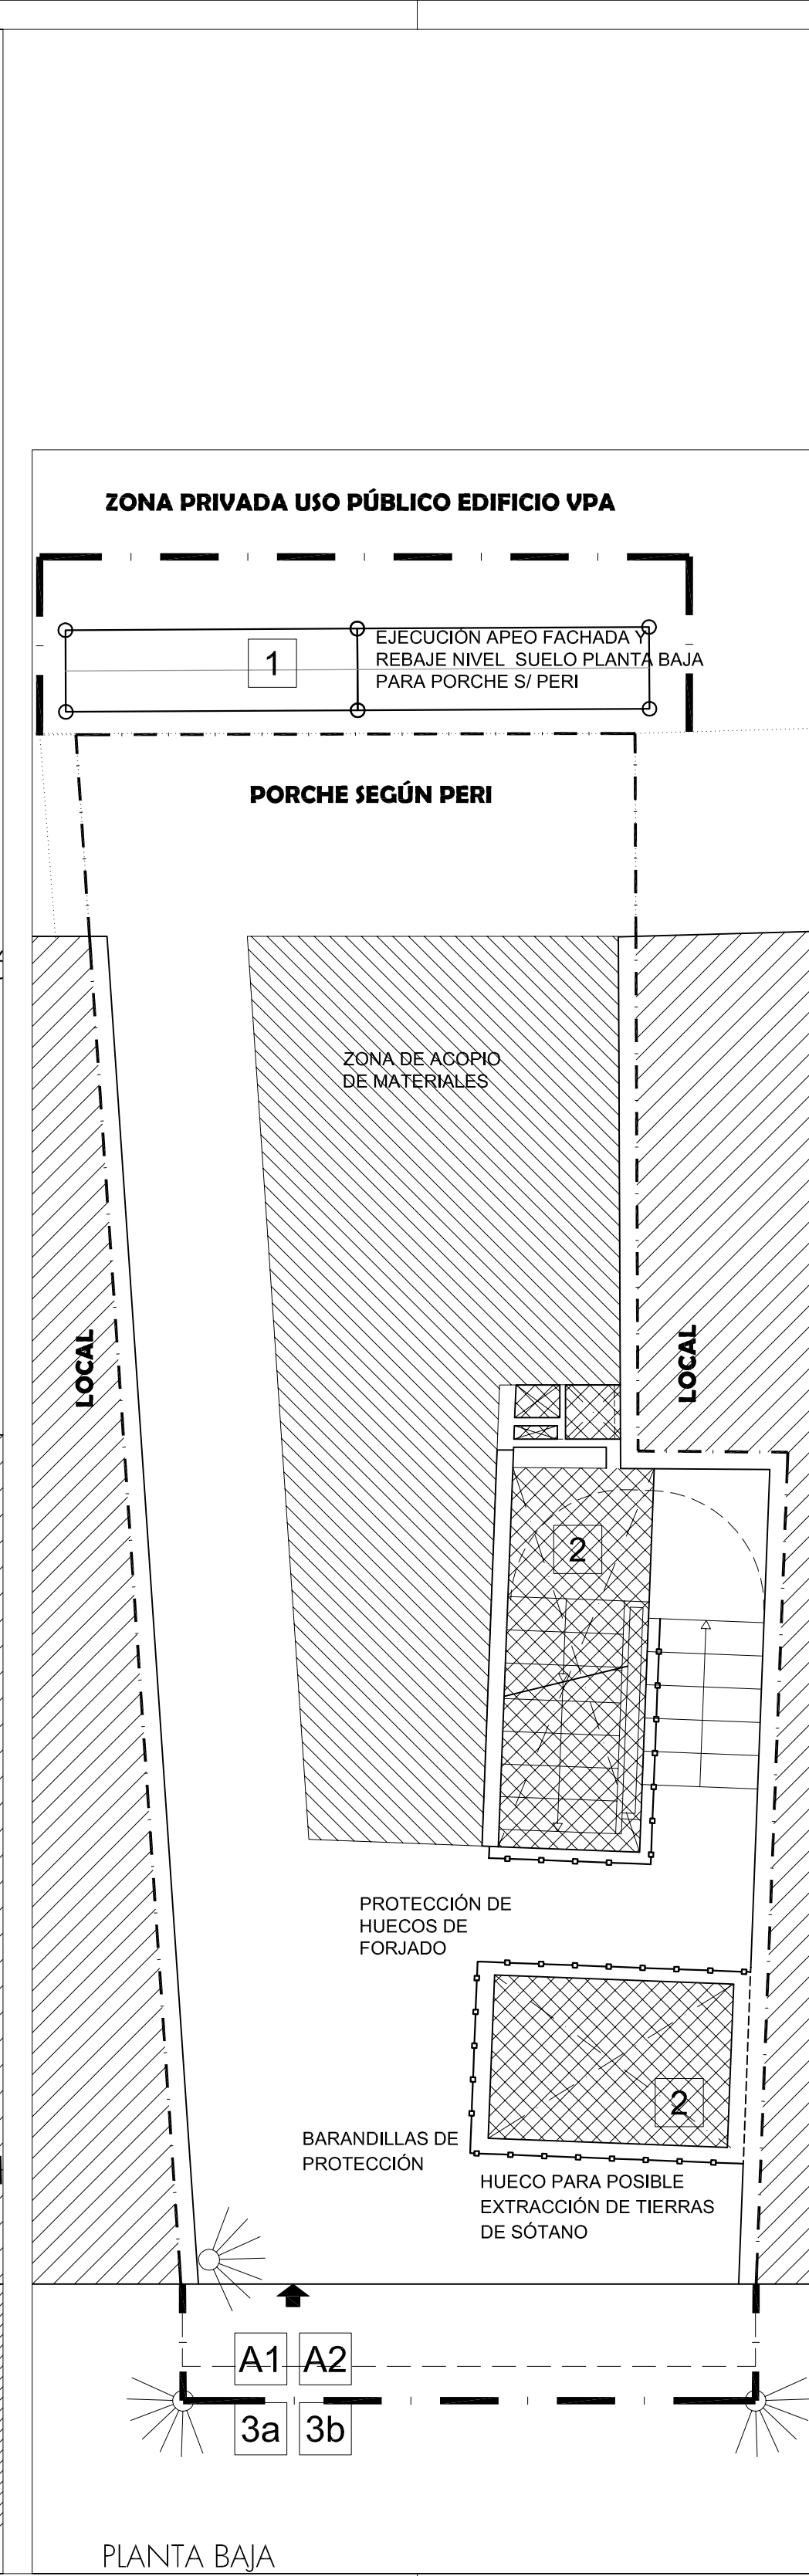 ZONA PRIVADA USO PÚBLICO EDIFICIO VPA
1
EJECUCIÓN APEO FACHADA Y
REBAJE NIVEL SUELO PLANTA BAJA
PARA PORCHE S/ PERI
PORCHE SEGÚN PERI
ZONA DE ACOPIO
DE MATERIALES
LOCAL
LOCAL
2
PROTECCIÓN DE
HUECOS DE
FORJADO
2
BARANDILLAS DE
PROTECCIÓN
HUECO PARA POSIBLE
EXTRACCIÓN DE TIERRAS
DE SÓTANO
A1 A2
3a 3b
PLANTA BAJA